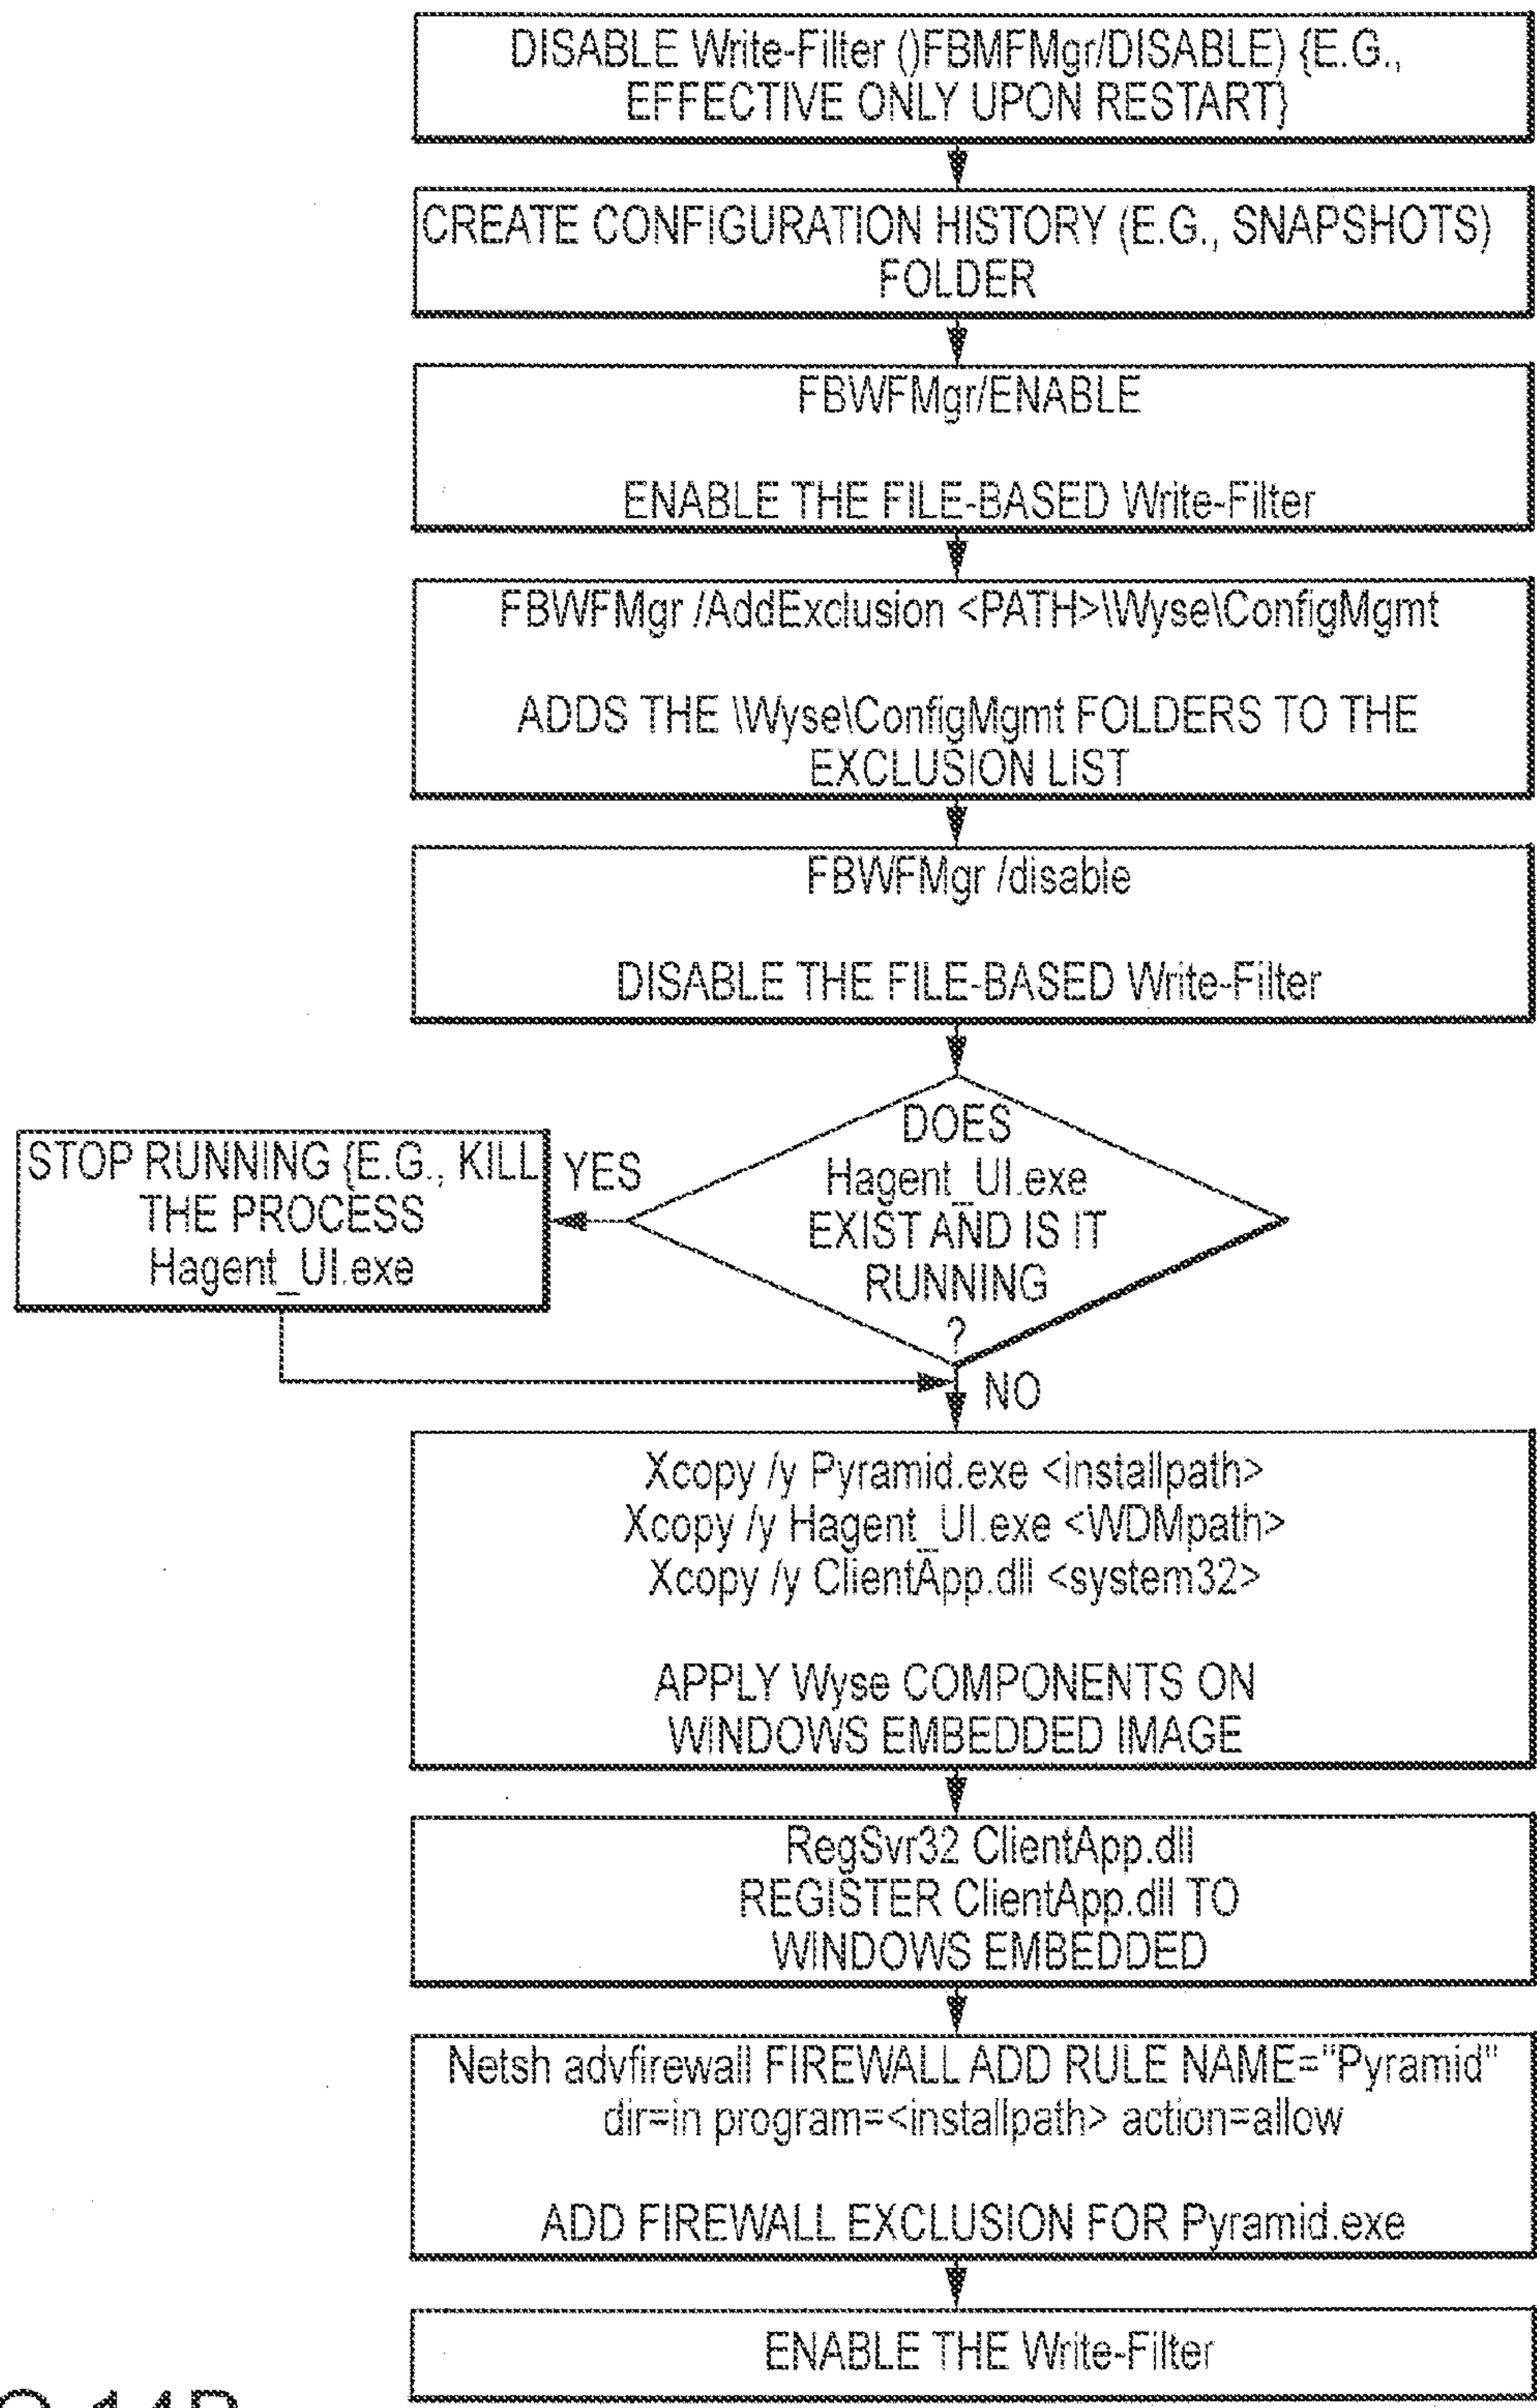 DISABLE Write-Filter ()FBMFMgr/DISABLE) {E.G.,
EFFECTIVE ONLY UPON RESTART}
CREATE CONFIGURATION HISTORY (E.G., SNAPSHOTS)
FOLDER
FBWFMgr/ENABLE
ENABLE THE FILE-BASED Write-Filter
FBWFMgr /AddExclusion <PATH>\Wyse\ConfigMgmt
ADDS THE \Wyse\ConfigMgmt FOLDERS TO THE
EXCLUSION LIST
FBWFMgr /disable
DISABLE THE FILE-BASED Write-Filter
DOES
Hagent_UI.exe
EXIST AND IS IT
RUNNING
?
YES
STOP RUNNING {E.G., KILL
THE PROCESS
Hagent_UI.exe
NO
Xcopy /y Pyramid.exe <installpath>
Xcopy /y Hagent_UI.exe <WDMpath>
Xcopy /y ClientApp.dll <system32>
APPLY Wyse COMPONENTS ON
WINDOWS EMBEDDED IMAGE
RegSvr32 ClientApp.dll
REGISTER ClientApp.dll TO
WINDOWS EMBEDDED
Netsh advfirewall FIREWALL ADD RULE NAME="Pyramid"
dir=in program=<installpath> action=allow
ADD FIREWALL EXCLUSION FOR Pyramid.exe
ENABLE THE Write-Filter